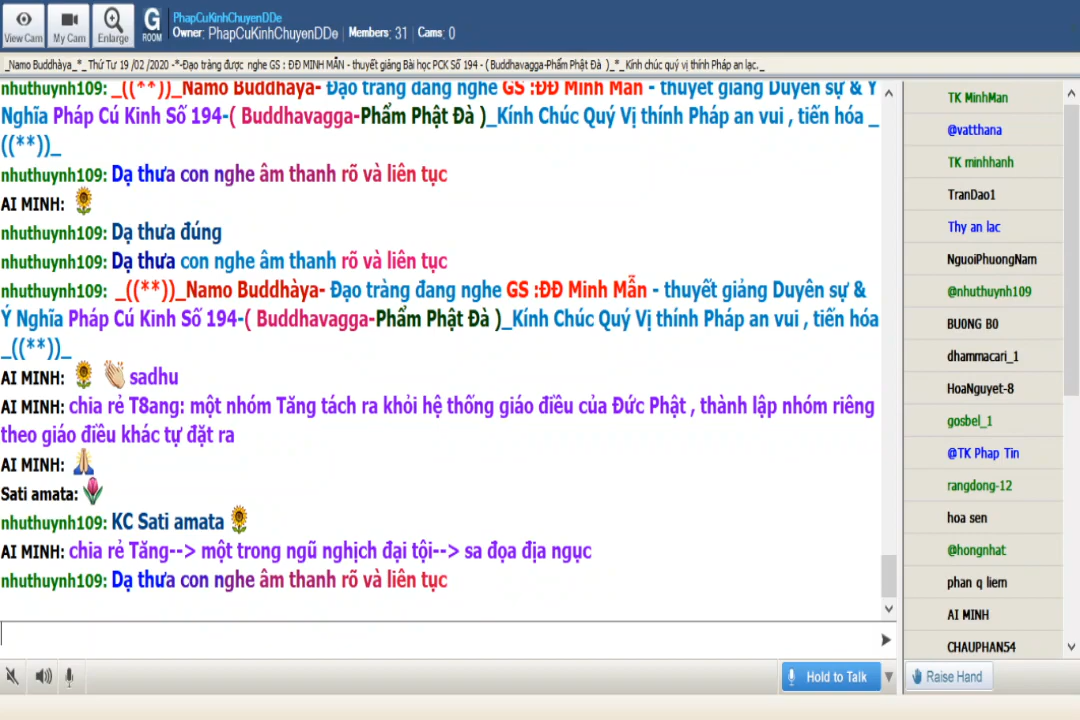 View Cam
My Cam
Enlarge
G
ROOM
PhapCuKinhChuyenDDe
Owner: PhapCuKinhChuyenDDe | Members: 31 | Cams: 0
_Namo Buddhàya_*_ Thứ Tư 19 /02 /2020 -*-Đạo tràng được nghe GS : ĐĐ MINH MẪN - thuyết giảng Bài học PCK Số 194 - ( Buddhavagga-Phẩm Phật Đà )_*_Kính chúc quý vị thính Pháp an lạc._
nhuthuynh109: _((**))_Namo Buddhàya- Đạo tràng đang nghe GS :ĐĐ Minh Mẫn - thuyết giảng Duyên sự & Ý
Nghĩa Pháp Cú Kinh Số 194-( Buddhavagga-Phẩm Phật Đà )_Kính Chúc Quý Vị thính Pháp an vui , tiến hóa _
((**))_
nhuthuynh109: Dạ thưa con nghe âm thanh rõ và liên tục
AI MINH:
nhuthuynh109: Dạ thưa đúng
nhuthuynh109: Dạ thưa con nghe âm thanh rõ và liên tục
nhuthuynh109: _((**))_Namo Buddhàya- Đạo tràng đang nghe GS :ĐĐ Minh Mẫn - thuyết giảng Duyên sự &
Ý Nghĩa Pháp Cú Kinh Số 194-( Buddhavagga-Phẩm Phật Đà )_Kính Chúc Quý Vị thính Pháp an vui , tiến hóa
_((**))_
AI MINH: sadhu
AI MINH: chia rẻ T8ang: một nhóm Tăng tách ra khỏi hệ thống giáo điều của Đức Phật , thành lập nhóm riêng
theo giáo điều khác tự đặt ra
AI MINH:
Sati amata:
nhuthuynh109: KC Sati amata
AI MINH: chia rẻ Tăng--> một trong ngũ nghịch đại tội--> sa đọa địa ngục
nhuthuynh109: Dạ thưa con nghe âm thanh rõ và liên tục
Hold to Talk
TK MinhMan
@vatthana
TK minhhanh
TranDao1
Thy an lac
NguoiPhuongNam
@nhuthuynh109
BU0NG B0
dhammacari_1
HoaNguyet-8
gosbel_1
@TK Phap Tin
rangdong-12
hoa sen
@hongnhat
phan q liem
AI MINH
CHAUPHAN54
Raise Hand